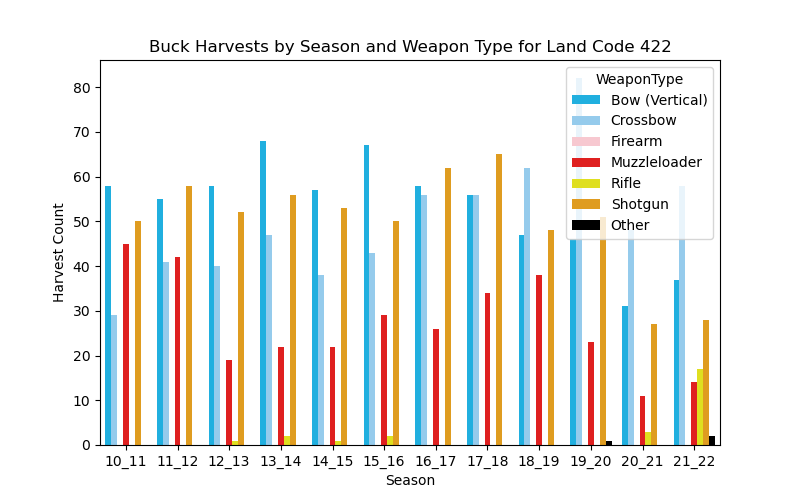 Buck Harvests by Season and Weapon Type for Land Code 422
WeaponType
Bow (Vertical)
Crossbow
Firearm
Muzzleloader
Rifle
Shotgun
Other
Harvest Count
80
70
60
50
40
30
20
10
0
10_11 11_12 12_13 13_14 14_15 15_16 16_17 17_18 18_19 19_20 20_21 21_22
Season